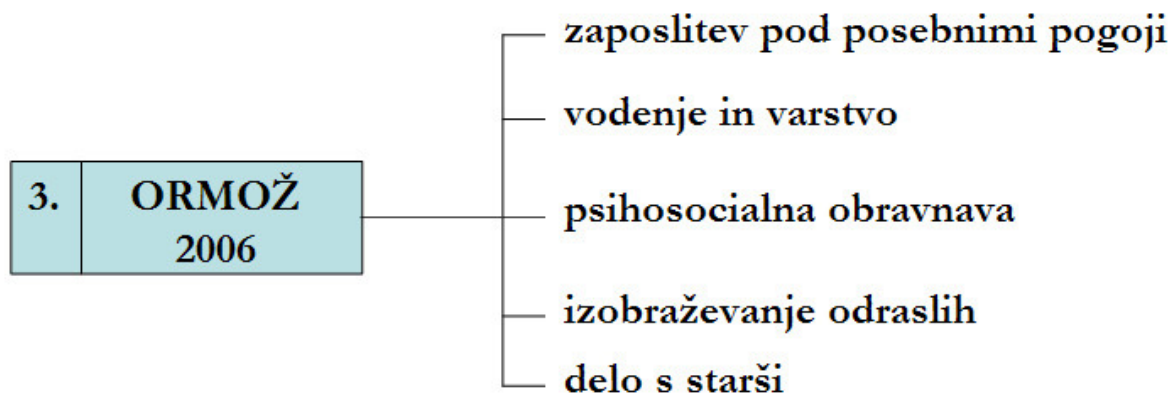 zaposlitev pod posebnimi pogoji
vodenje in varstvo
3. ORMOŽ
2006
psihosocialna obravnava
izobraževanje odraslih
delo s starši